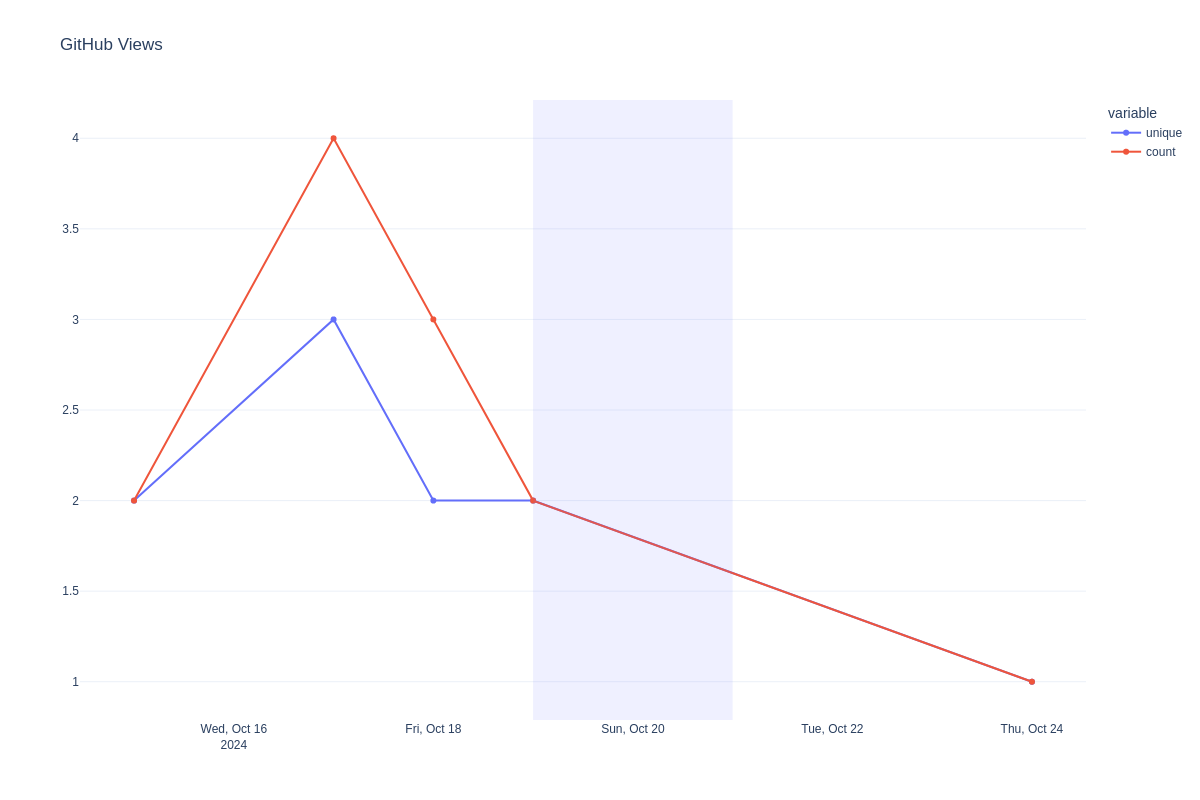 GitHub Views
variable
unique
count
4
3.5
3
2.5
2
1.5
1
Wed, Oct 16
2024
Fri, Oct 18
Sun, Oct 20
Tue, Oct 22
Thu, Oct 24